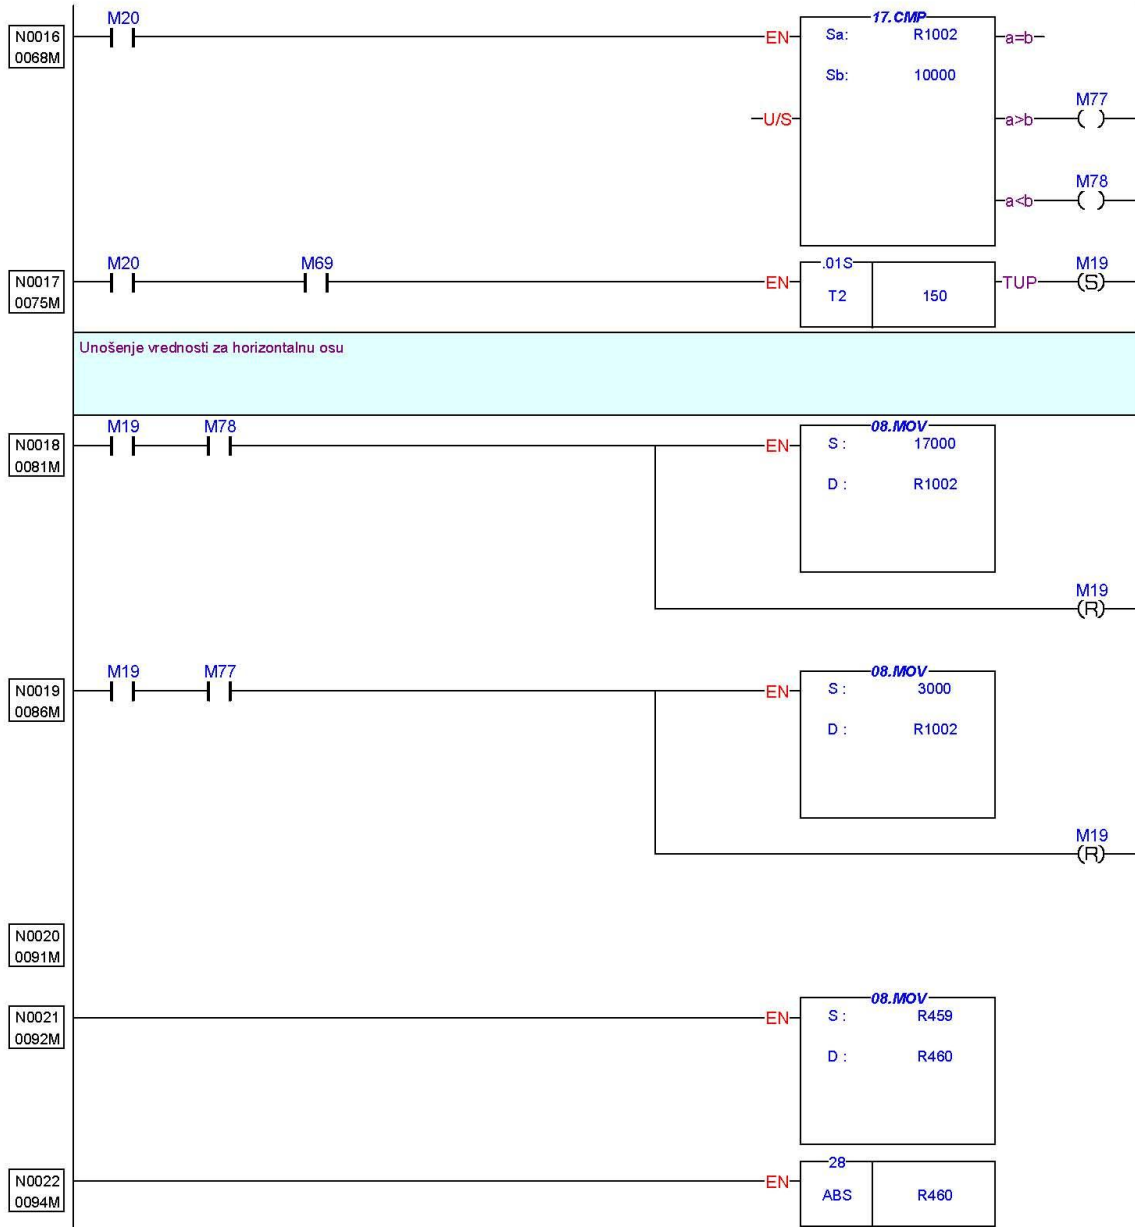 M20
N0016
0068M
17.CMP
EN
Sa: R1002
a=b
Sb: 10000
U/S
a>b
M77
( )
a<b
M78
( )
M20 M69
N0017
0075M
EN
.01S
T2 150
TUP
M19
(S)
Unošenje vrednosti za horizontalnu osu
M19 M78
N0018
0081M
08.MOV
EN
S : 17000
D : R1002
M19
(R)
M19 M77
N0019
0086M
08.MOV
EN
S : 3000
D : R1002
M19
(R)
N0020
0091M
N0021
0092M
08.MOV
EN
S : R459
D : R460
N0022
0094M
EN
28
ABS R460